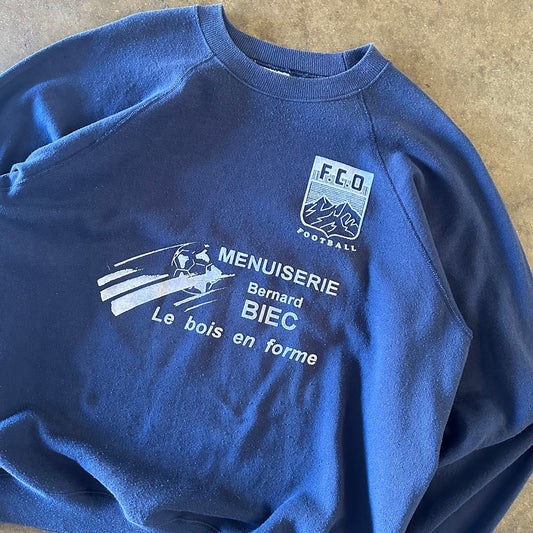 F.C.O
FOOTBALL
MENUISERIE
Bernard
BIEC
Le bois en forme